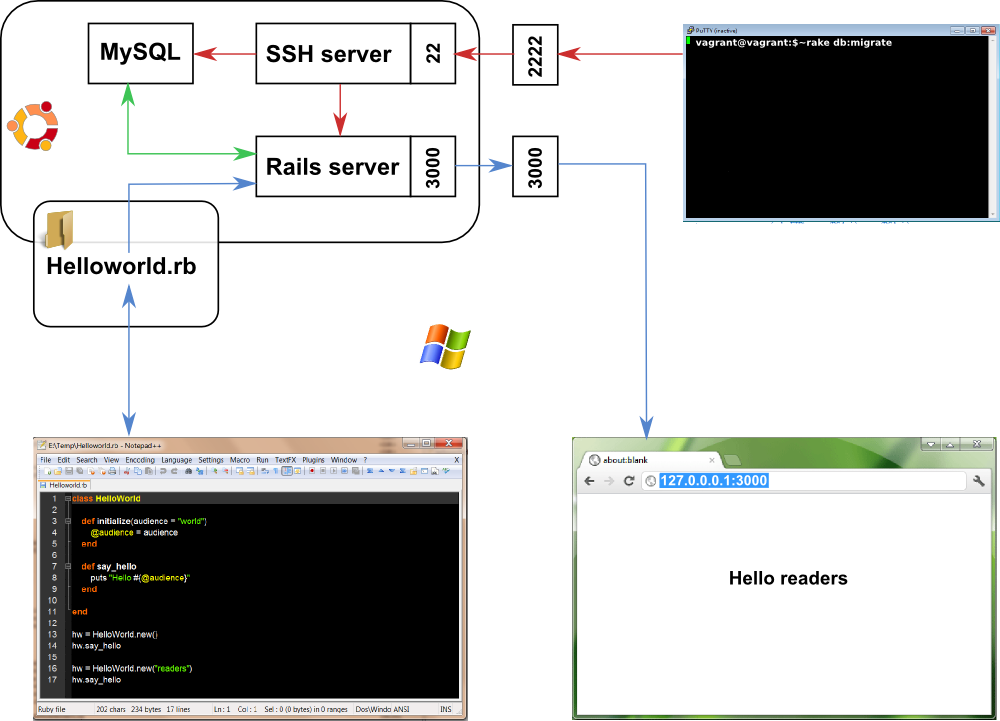 MySQL
SSH server
22
2222
PuTTY (inactive)
vagrant@vagrant:$~rake db:migrate
Rails server
3000
3000
Helloworld.rb
E:\Temp\Helloworld.rb - Notepad++
File Edit Search View Encoding Language Settings Macro Run TextFX Plugins Window ? X
Helloworld.rb
1 class HelloWorld
2
3 def initialize(audience = "world")
4 @audience = audience
5 end
6
7 def say_hello
8 puts "Hello #{@audience}"
9 end
10
11 end
12
13 hw = HelloWorld.new()
14 hw.say_hello
15
16 hw = HelloWorld.new("readers")
17 hw.say_hello
Ruby file 202 chars 234 bytes 17 lines Ln : 1 Col : 1 Sel : 0 (0 bytes) in 0 ranges Dos\Windo ANSI INS
about:blank
127.0.0.0.1:3000
Hello readers